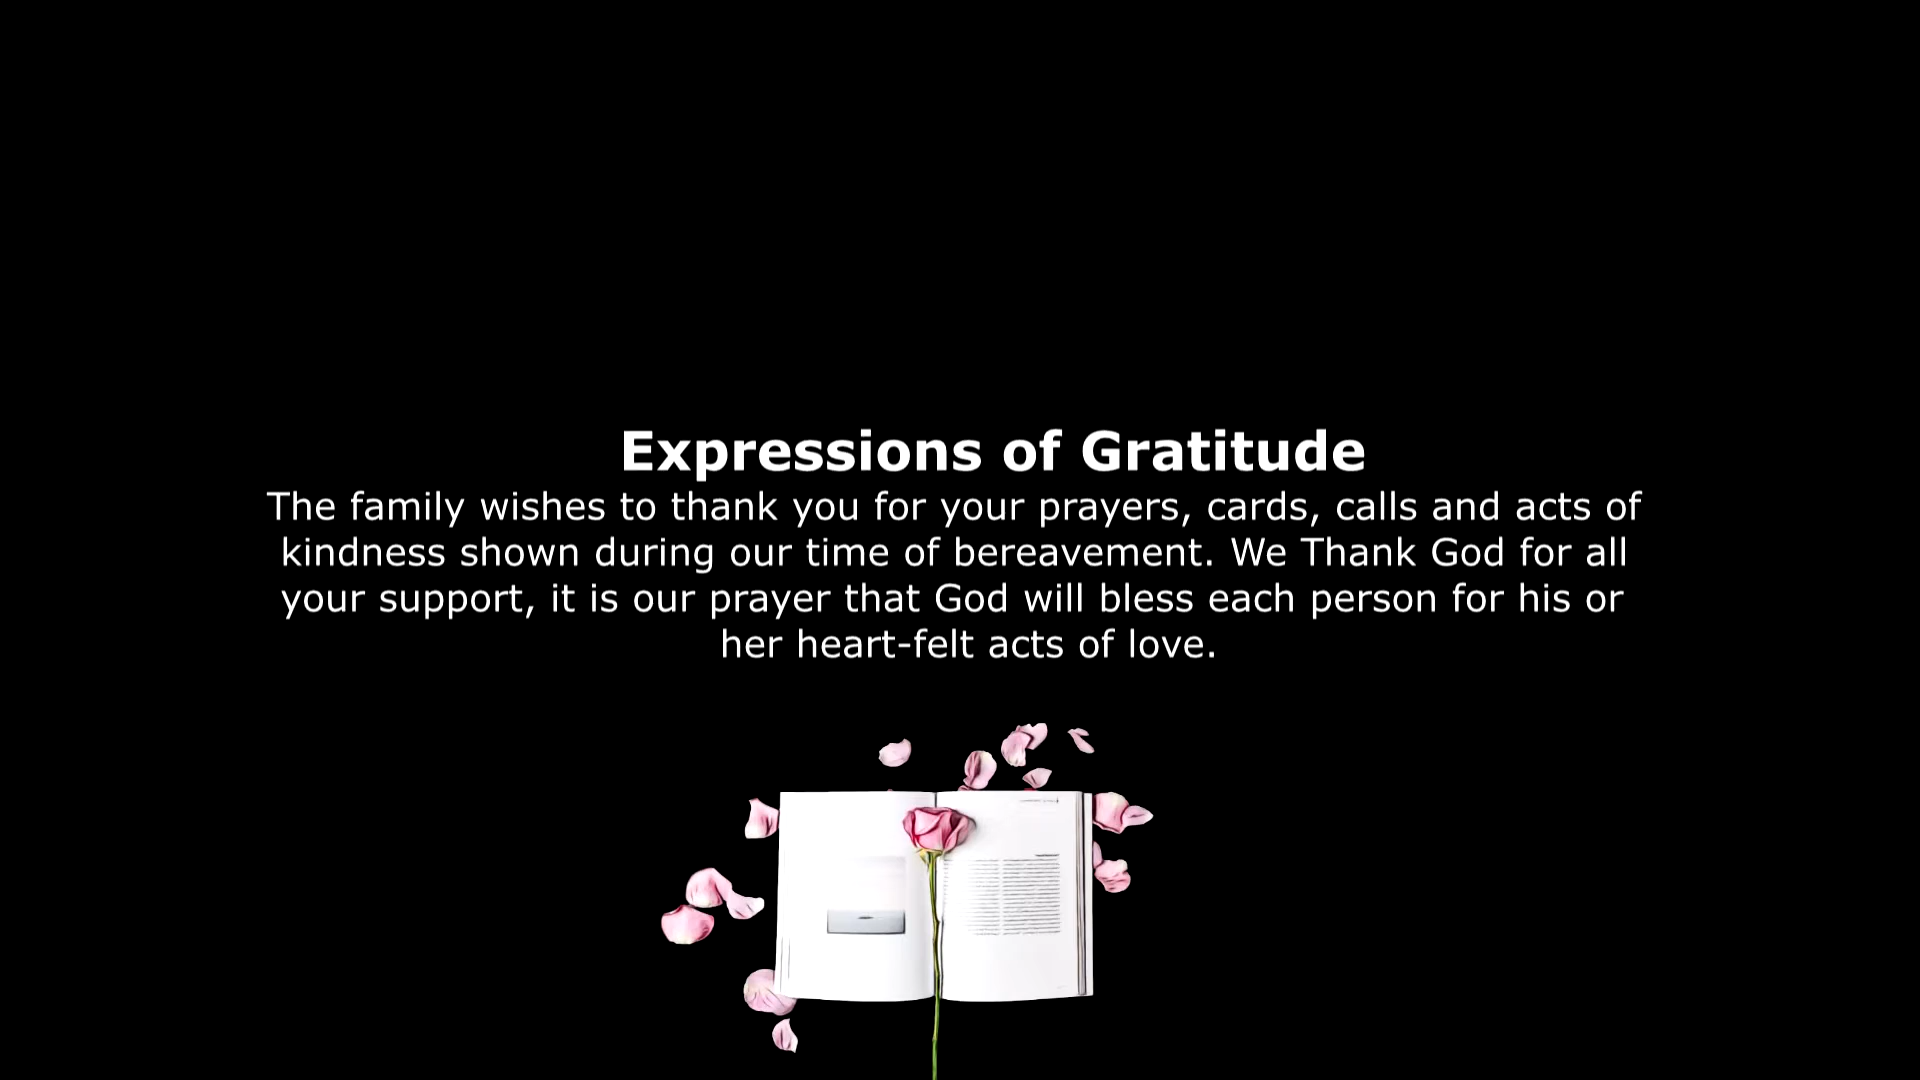 Expressions of Gratitude
The family wishes to thank you for your prayers, cards, calls and acts of
kindness shown during our time of bereavement. We Thank God for all
your support, it is our prayer that God will bless each person for his or
her heart-felt acts of love.